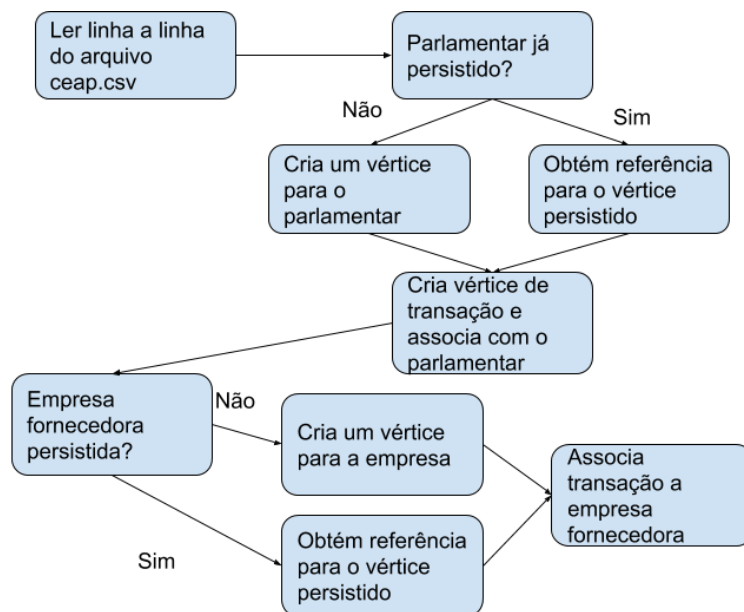 Ler linha a linha
do arquivo
ceap.csv
Parlamentar já
persistido?
Não
Sim
Cria um vértice
para o
parlamentar
Obtém referência
para o vértice
persistido
Cria vértice de
transação e
associa com o
parlamentar
Empresa
fornecedora
persistida?
Não
Cria um vértice
para a empresa
Sim
Obtém referência
para o vértice
persistido
Associa
transação a
empresa
fornecedora